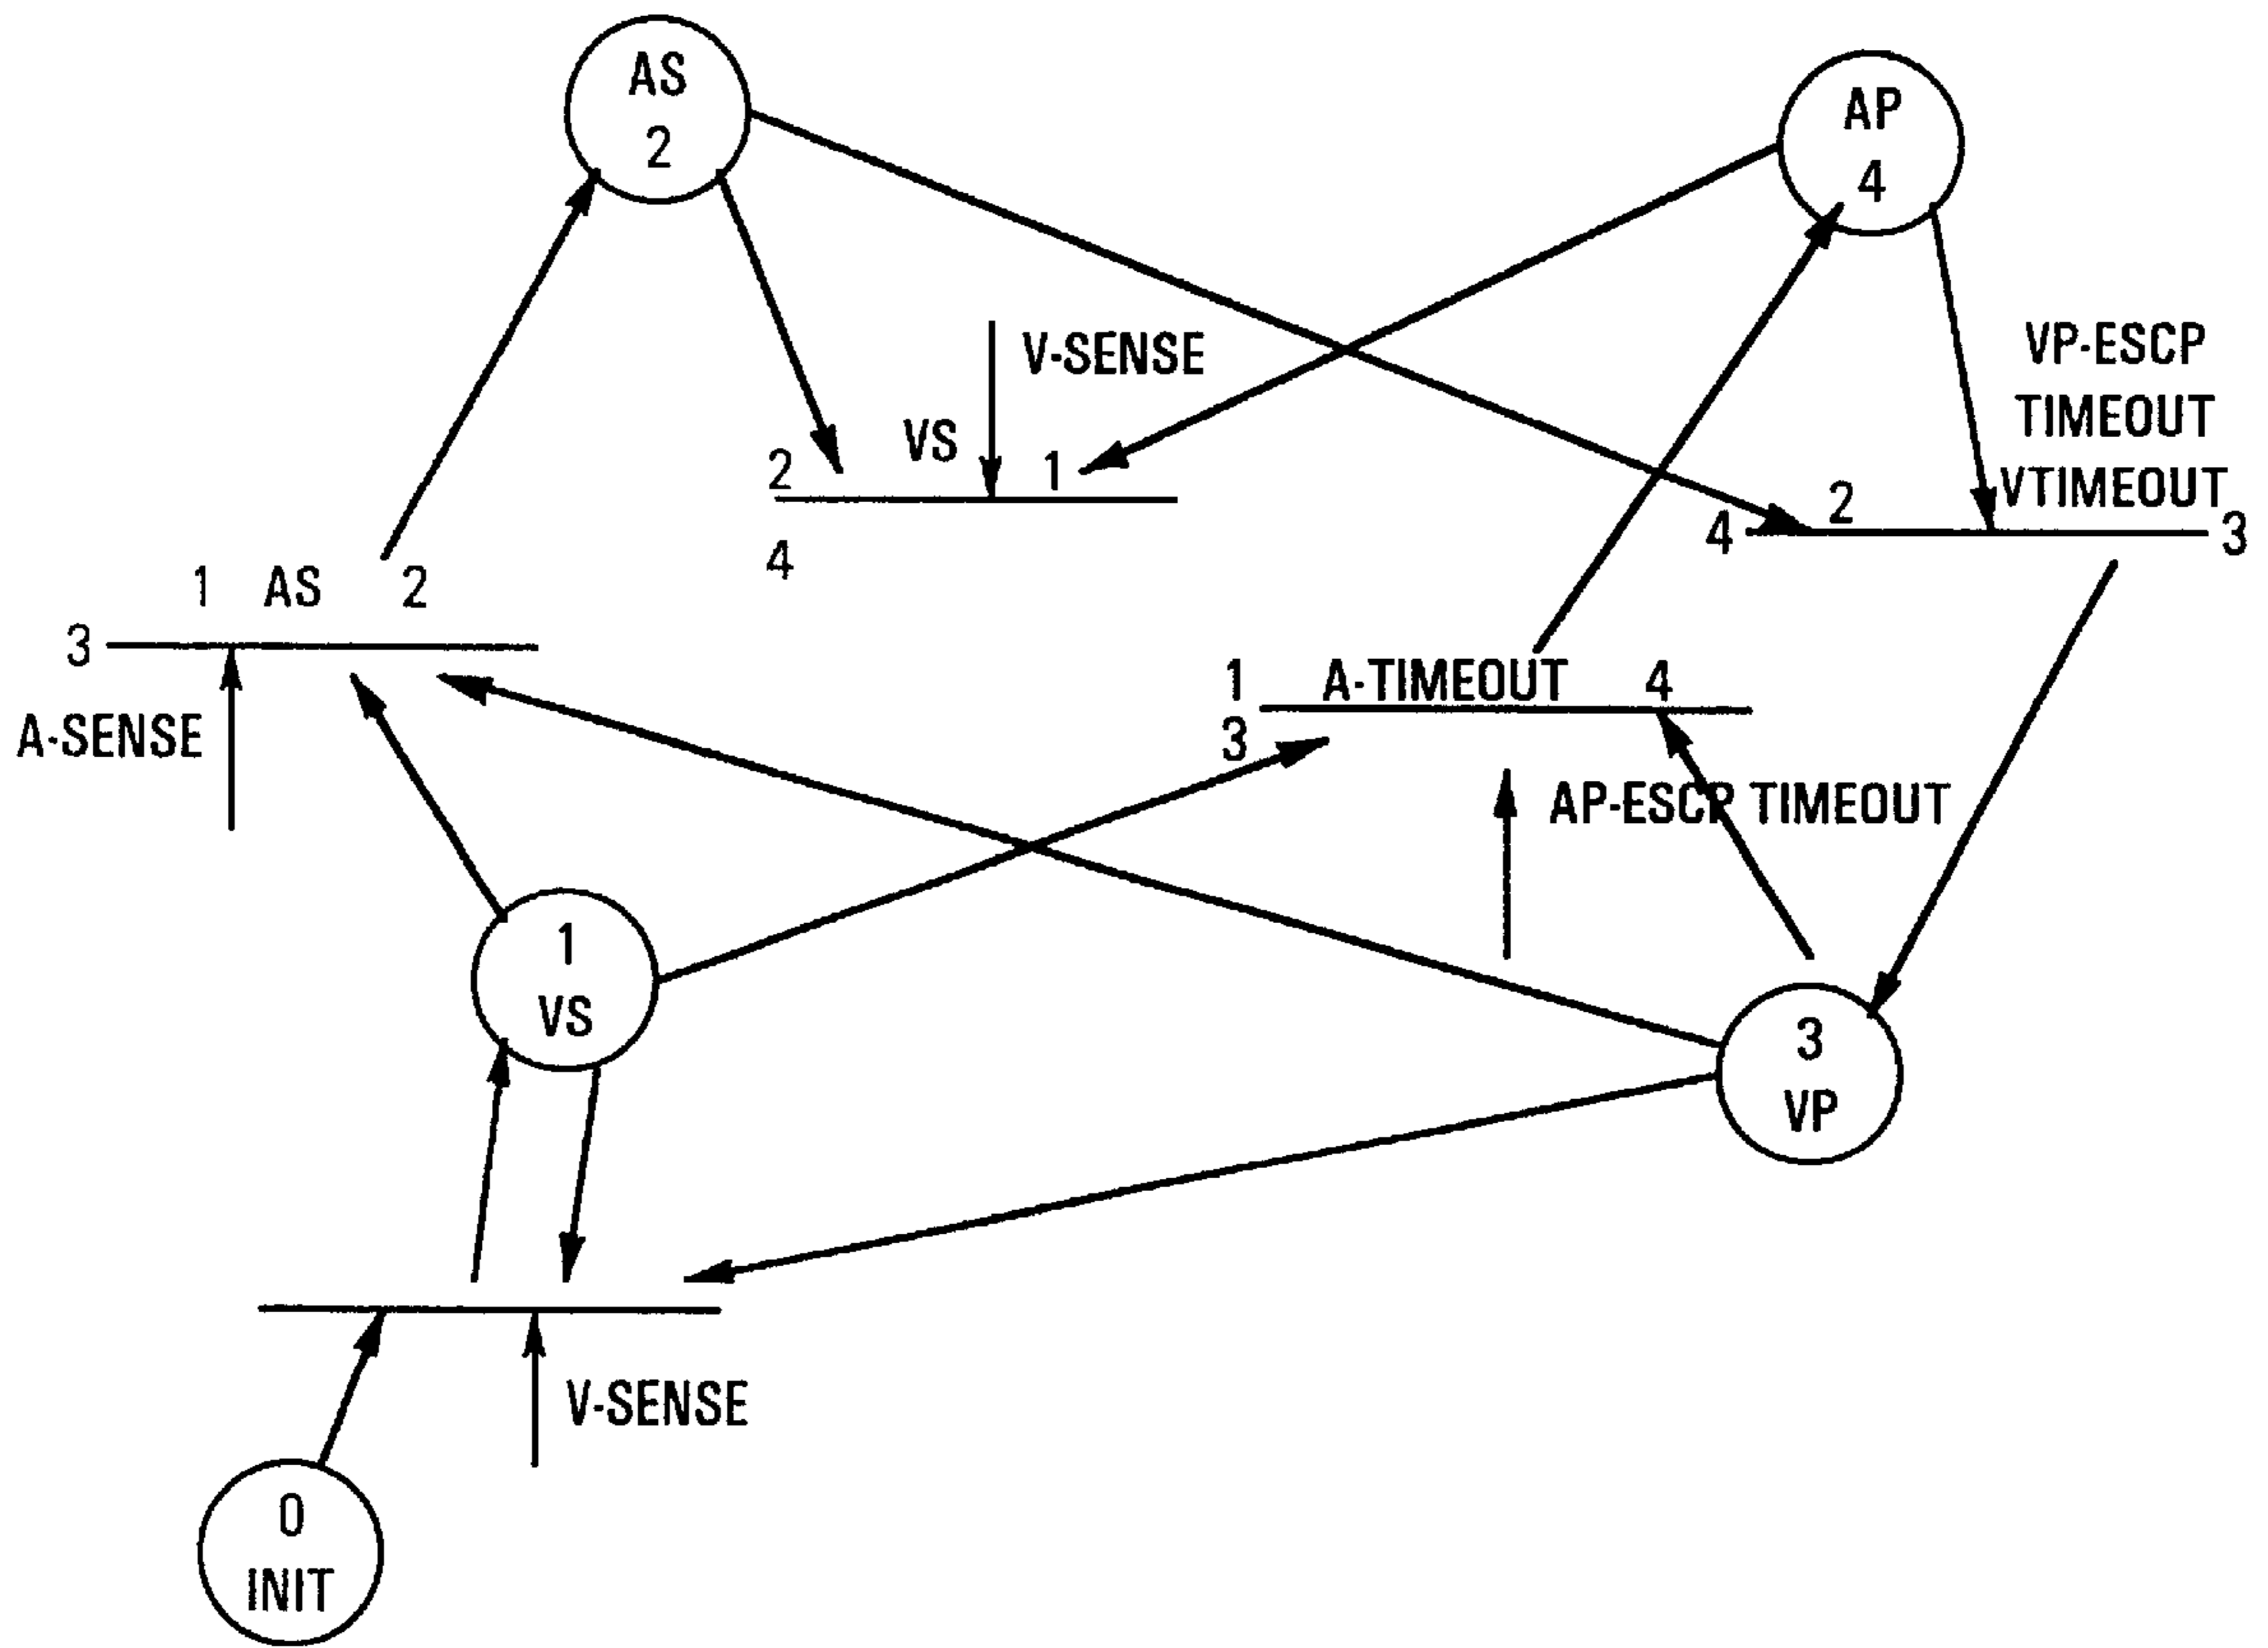 AS
2
AP
4
V-SENSE
VP-ESCP
TIMEOUT
VTIMEOUT
VS
2
1
2
4
3
4
1 AS 2
3
A-SENSE
1 A-TIMEOUT 4
3
AP-ESCP TIMEOUT
1
VS
3
VP
V-SENSE
0
INIT